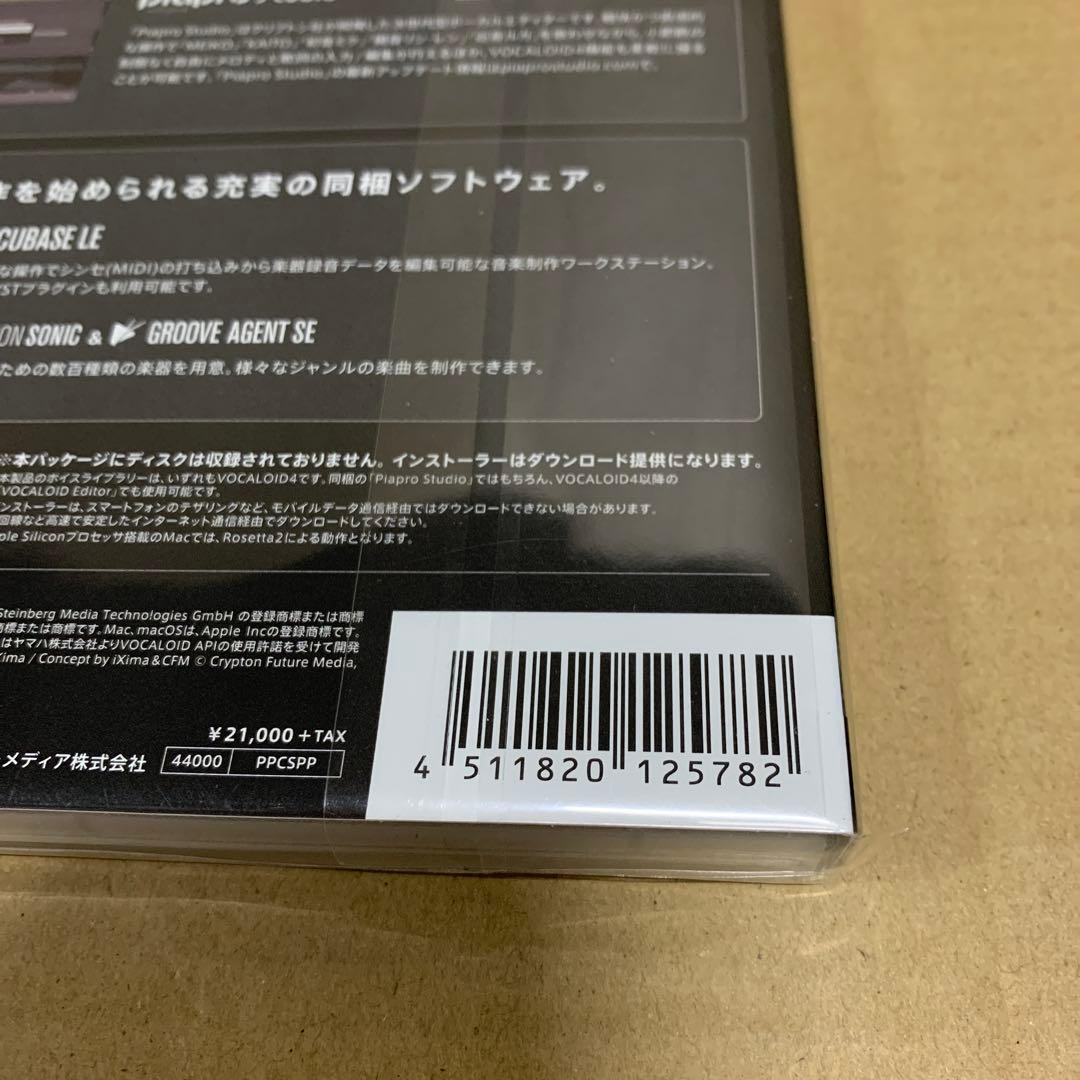 を始められる充実の同梱ソフトウェア。
CUBASE LE
な操作でシンセ(MIDI)の打ち込みから楽器録音データを編集可能な音楽制作ワークステーション。
STプラグインも利用可能です。
ON SONIC & GROOVE AGENT SE
ための数百種類の楽器を用意。様々なジャンルの楽曲を制作できます。
※本パッケージにディスクは収録されておりません。インストーラーはダウンロード提供になります。
本製品のボイスライブラリーは、いずれもVOCALOID4です。同梱の「Piapro Studio」ではもちろん、VOCALOID4以降の
「VOCALOID Editor」でも使用可能です。
ンストーラーは、スマートフォンのテザリングなど、モバイルデータ通信経由ではダウンロードできない場合があります。
回線など高速で安定したインターネット通信経由でダウンロードしてください。
ple Siliconプロセッサ搭載のMacでは、Rosetta2による動作となります。
Steinberg Media Technologies GmbH の登録商標または商標
商標または商標です。Mac、macOSは、Apple Incの登録商標です。
はヤマハ株式会社よりVOCALOID APIの使用許諾を受けて開発
Xima / Concept by iXima & CFM © Crypton Future Media,
¥21,000 +TAX
メディア株式会社 44000 PPCSPP
4 511820 125782